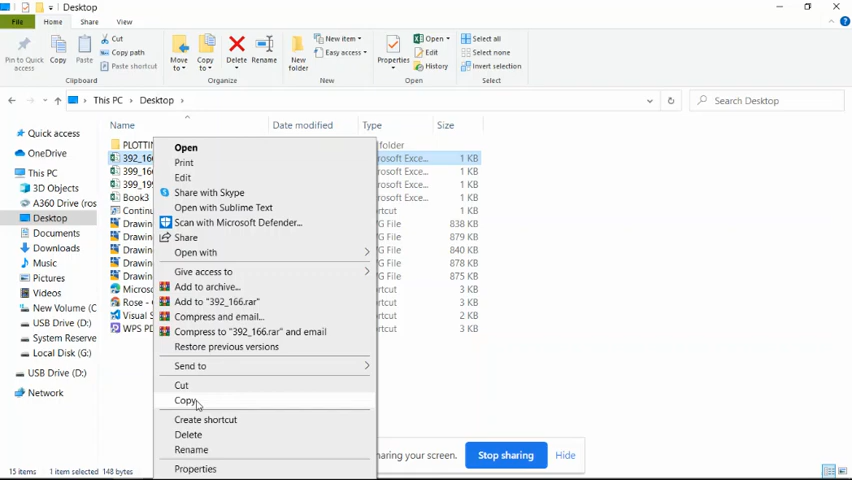 Desktop
File
Home
Share
View
Pin to Quick access
Copy
Paste
Cut
Copy path
Paste shortcut
Clipboard
Move to
Copy to
Delete
Rename
Organize
New folder
New item
Easy access
New
Properties
Open
Edit
History
Open
Select all
Select none
Invert selection
Select
This PC > Desktop >
Search Desktop
Name
Date modified
Type
Size
Quick access
OneDrive
This PC
3D Objects
A360 Drive (ros
Desktop
Documents
Downloads
Music
Pictures
Videos
New Volume (
USB Drive (D:)
System Reserve
Local Disk (G:)
USB Drive (D:)
Network
PLOTTIN
folder
392_166
rosoft Exce...
1 KB
399_16
rosoft Exce...
1 KB
399_19
rosoft Exce...
1 KB
Book3
rosoft Exce...
1 KB
Continu
rtcut
2 KB
Drawin
G File
838 KB
Drawin
G File
879 KB
Drawin
G File
840 KB
Drawin
G File
878 KB
Drawin
G File
875 KB
Microso
rtcut
3 KB
Rose -
rtcut
3 KB
Visual S
rtcut
2 KB
WPS PD
rtcut
3 KB
Open
Print
Edit
Share with Skype
Open with Sublime Text
Scan with Microsoft Defender...
Share
Open with
Give access to
Add to archive...
Add to "392_166.rar"
Compress and email...
Compress to "392_166.rar" and email
Restore previous versions
Send to
Cut
Copy
Create shortcut
Delete
Rename
Properties
haring your screen.
Stop sharing
Hide
15 items
1 item selected 148 bytes